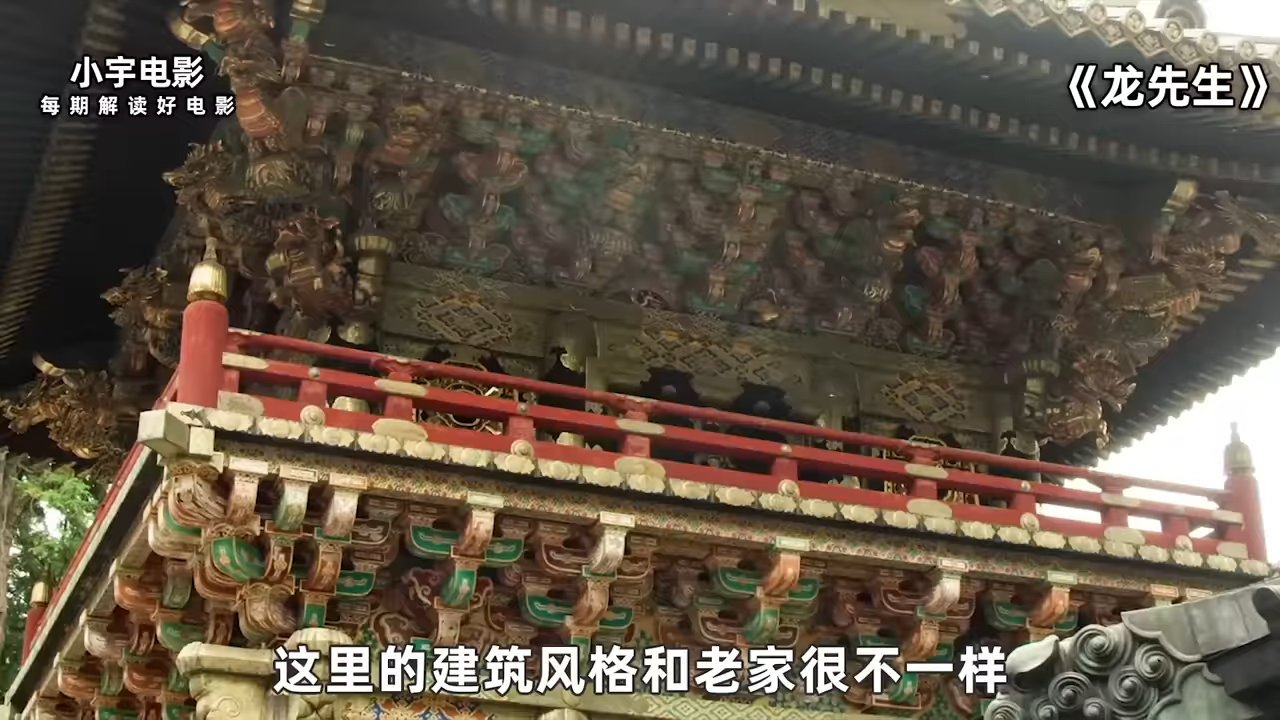 小宇电影
每期解读好电影
《龙先生》
这里的建筑风格和老家很不一样